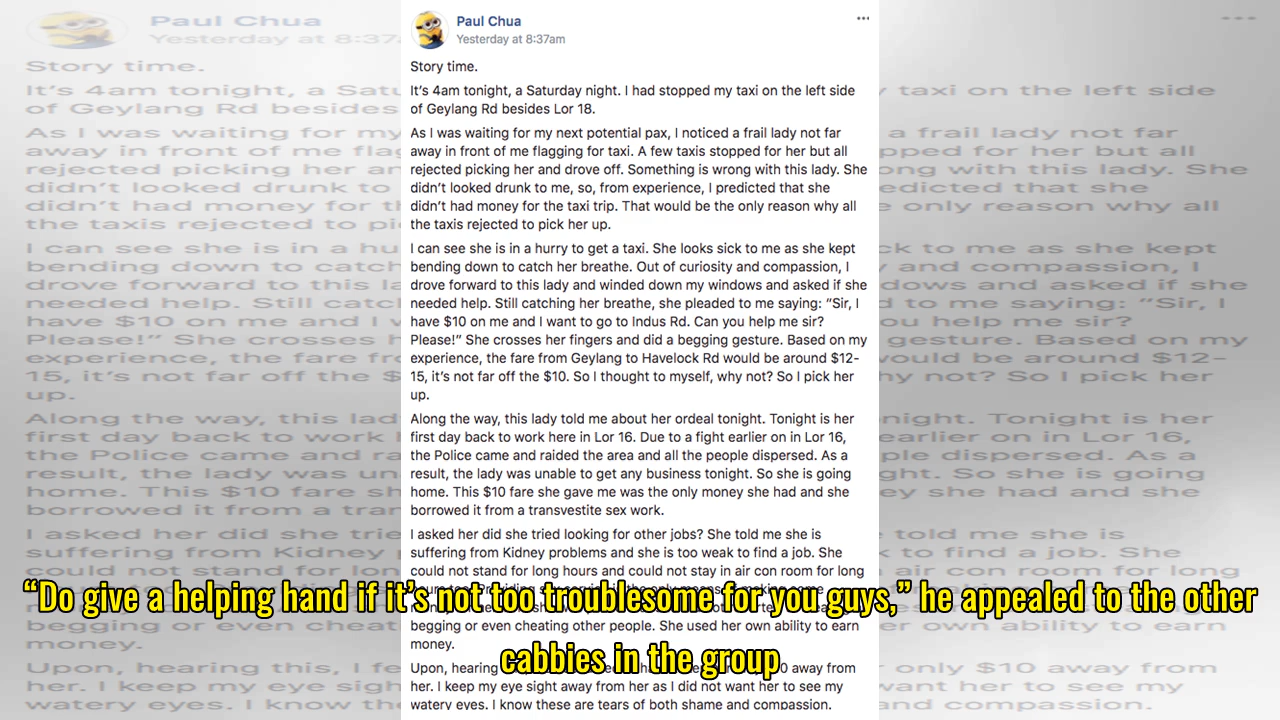 Paul Chua
Yesterday at 8:37am
Story time.
It's 4am tonight, a Saturday night. I had stopped my taxi on the left side
of Geylang Rd besides Lor 18.
As I was waiting for my next potential pax, I noticed a frail lady not far
away in front of me flagging for taxi. A few taxis stopped for her but all
rejected picking her and drove off. Something is wrong with this lady. She
didn't looked drunk to me, so, from experience, I predicted that she
didn't had money for the taxi trip. That would be the only reason why all
the taxis rejected to pick her up.
I can see she is in a hurry to get a taxi. She looks sick to me as she kept
bending down to catch her breathe. Out of curiosity and compassion, I
drove forward to this lady and winded down my windows and asked if she
needed help. Still catching her breathe, she pleaded to me saying: "Sir, I
have $10 on me and I want to go to Indus Rd. Can you help me sir?
Please!" She crosses her fingers and did a begging gesture. Based on my
experience, the fare from Geylang to Havelock Rd would be around $12-
15, it's not far off the $10. So I thought to myself, why not? So I pick her
up.
Along the way, this lady told me about her ordeal tonight. Tonight is her
first day back to work here in Lor 16. Due to a fight earlier on in Lor 16,
the Police came and raided the area and all the people dispersed. As a
result, the lady was unable to get any business tonight. So she is going
home. This $10 fare she gave me was the only money she had and she
borrowed it from a transvestite sex work.
I asked her did she tried looking for other jobs? She told me she is
suffering from Kidney problems and she is too weak to find a job. She
could not stand for long hours and could not stay in air con room for long
“Do give a helping hand if it’s not too troublesome for you guys,” he appealed to the other
cabbies in the group
begging or even cheating other people. She used her own ability to earn
money.
Upon, hearing away from
her. I keep my eye sight away from her as I did not want her to see my
watery eyes. I know these are tears of both shame and compassion.